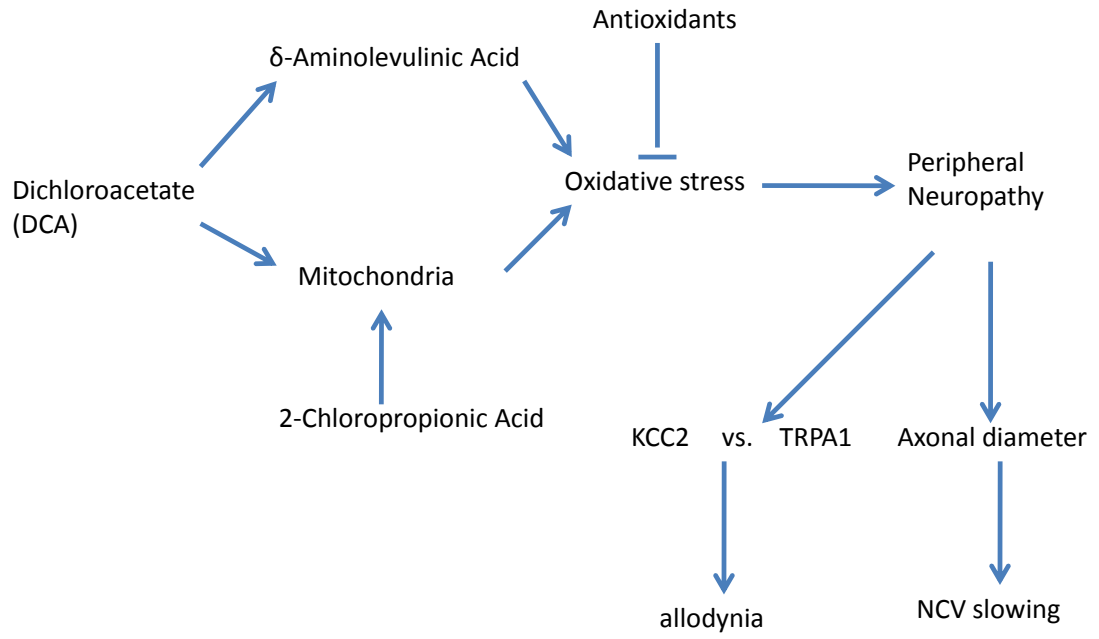 Antioxidants
δ-Aminolevulinic Acid
Dichloroacetate
(DCA)
Oxidative stress
Peripheral
Neuropathy
Mitochondria
2-Chloropropionic Acid
KCC2 vs. TRPA1
Axonal diameter
allodynia
NCV slowing